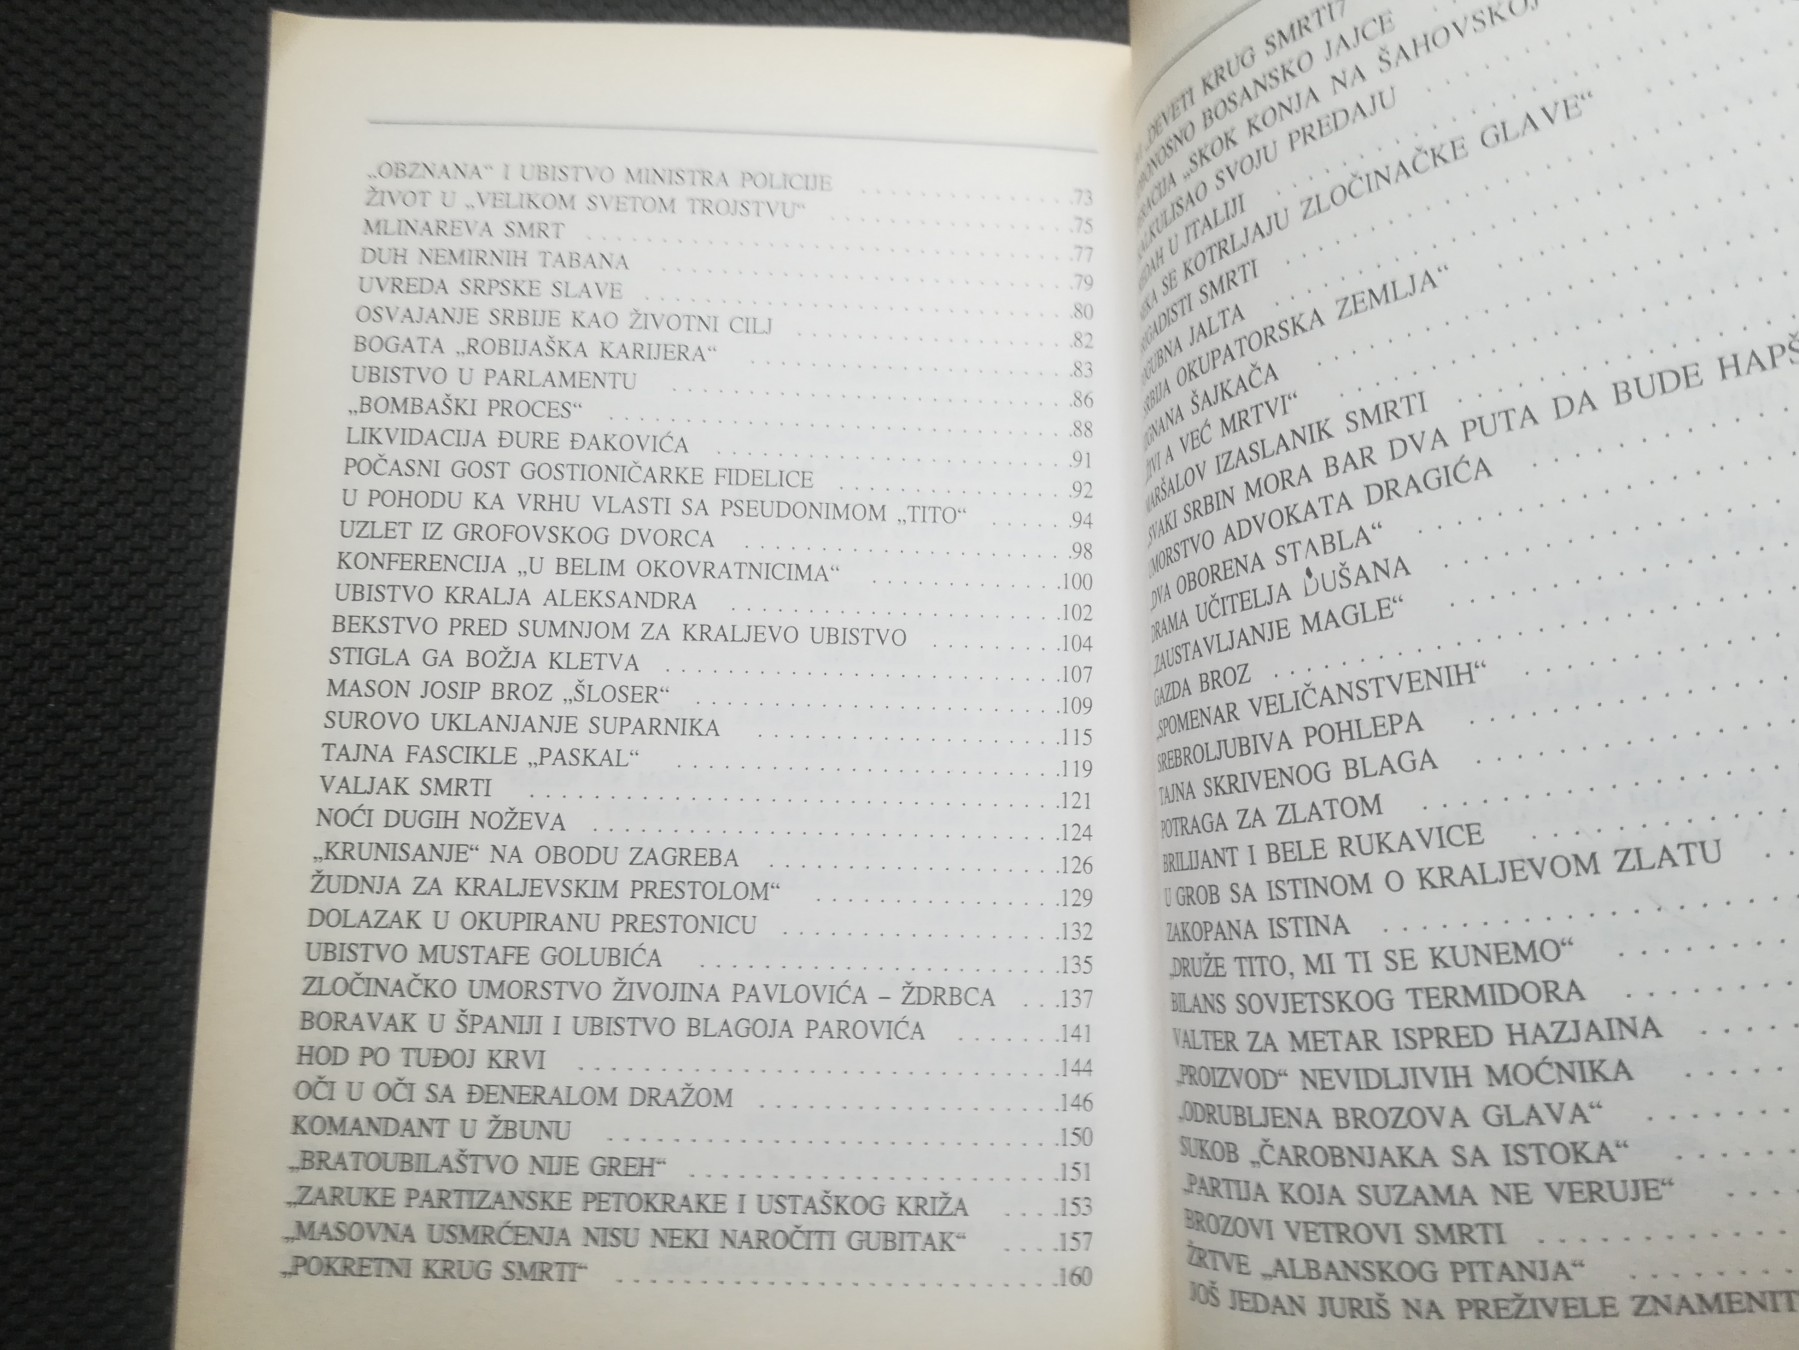 „OBZNANA“ I UBISTVO MINISTRA POLICIJE . . . . . . . . . . . . .73
ŽIVOT U „VELIKOM SVETOM TROJSTVU“ . . . . . . . . . . . . . .75
MLINAREVA SMRT . . . . . . . . . . . . . . . . . . . . . . . . . . .77
DUH NEMIRNIH TABANA . . . . . . . . . . . . . . . . . . . . . . .79
UVREDA SRPSKE SLAVE . . . . . . . . . . . . . . . . . . . . . . .80
OSVAJANJE SRBIJE KAO ŽIVOTNI CILJ . . . . . . . . . . . . . . .82
BOGATA „ROBIJAŠKA KARIJERA“ . . . . . . . . . . . . . . . . . .83
UBISTVO U PARLAMENTU . . . . . . . . . . . . . . . . . . . . . .86
„BOMBAŠKI PROCES“ . . . . . . . . . . . . . . . . . . . . . . . .88
LIKVIDACIJA ĐURE ĐAKOVIĆA . . . . . . . . . . . . . . . . . . .91
POČASNI GOST GOSTIONIČARKE FIDELICE . . . . . . . . . . . . .92
U POHODU KA VRHU VLASTI SA PSEUDONIMOM „TITO“ . . . . .94
UZLET IZ GROFOVSKOG DVORCA . . . . . . . . . . . . . . . . . .98
KONFERENCIJA „U BELIM OKOVRATNICIMA“ . . . . . . . . . . .100
UBISTVO KRALJA ALEKSANDRA . . . . . . . . . . . . . . . . . .102
BEKSTVO PRED SUMNJOM ZA KRALJEVO UBISTVO . . . . . . . .104
STIGLA GA BOŽJA KLETVA . . . . . . . . . . . . . . . . . . . . .107
MASON JOSIP BROZ „ŠLOSER“ . . . . . . . . . . . . . . . . . . .109
SUROVO UKLANJANJE SUPARNIKA . . . . . . . . . . . . . . . .115
TAJNA FASCIKLE „PASKAL“ . . . . . . . . . . . . . . . . . . . .119
VALJAK SMRTI . . . . . . . . . . . . . . . . . . . . . . . . . . .121
NOĆI DUGIH NOŽEVA . . . . . . . . . . . . . . . . . . . . . . .124
„KRUNISANJE“ NA OBODU ZAGREBA . . . . . . . . . . . . . . .126
ŽUDNJA ZA KRALJEVSKIM PRESTOLOM“ . . . . . . . . . . . . .129
DOLAZAK U OKUPIRANU PRESTONICU . . . . . . . . . . . . . .132
UBISTVO MUSTAFE GOLUBIĆA . . . . . . . . . . . . . . . . . .135
ZLOČINAČKO UMORSTVO ŽIVOJINA PAVLOVIĆA – ŽDRBCA . . .137
BORAVAK U ŠPANIJI I UBISTVO BLAGOJA PAROVIĆA . . . . . .141
HOD PO TUĐOJ KRVI . . . . . . . . . . . . . . . . . . . . . . . .144
OČI U OČI SA ĐENERALOM DRAŽOM . . . . . . . . . . . . . . .146
KOMANDANT U ŽBUNU . . . . . . . . . . . . . . . . . . . . . .150
„BRATOUBILAŠTVO NIJE GREH“ . . . . . . . . . . . . . . . . . .151
„ZARUKE PARTIZANSKE PETOKRAKE I USTAŠKOG KRIŽA . . . .153
„MASOVNA USMRĆENJA NISU NEKI NAROČITI GUBITAK“ . . . .157
„POKRETNI KRUG SMRTI“ . . . . . . . . . . . . . . . . . . . . .160
„DEVETI KRUG SMRTI?
BOSANSKO JAJCE
„SKOK KONJA NA ŠAHOVSKOJ
SVOJU PREDAJU
U ITALIJI
SE KOTRLJAJU ZLOČINAČKE GLAVE“
SMRTI
JALTA
SRBIJA OKUPATORSKA ZEMLJA“
ŠAJKAČA
A VEĆ MRTVI“
MARŠALOV IZASLANIK SMRTI
SVAKI SRBIN MORA BAR DVA PUTA DA BUDE HAPŠ
UMORSTVO ADVOKATA DRAGIĆA
DVA OBORENA STABLA“
DRAMA UČITELJA DUŠANA
„ZAUSTAVLJANJE MAGLE“
GAZDA BROZ
„SPOMENAR VELIČANSTVENIH“
SREBROLJUBIVA POHLEPA
TAJNA SKRIVENOG BLAGA
POTRAGA ZA ZLATOM
BRILIJANT I BELE RUKAVICE
U GROB SA ISTINOM O KRALJEVOM ZLATU
ZAKOPANA ISTINA
„DRUŽE TITO, MI TI SE KUNEMO“
BILANS SOVJETSKOG TERMIDORA
VALTER ZA METAR ISPRED HAZJAINA
„PROIZVOD“ NEVIDLJIVIH MOĆNIKA
„ODRUBLJENA BROZOVA GLAVA“
SUKOB „ČAROBNJAKA SA ISTOKA“
„PARTIJA KOJA SUZAMA NE VERUJE“
BROZOVI VETROVI SMRTI
ŽRTVE „ALBANSKOG PITANJA“
JOŠ JEDAN JURIŠ NA PREŽIVELE ZNAMENIT